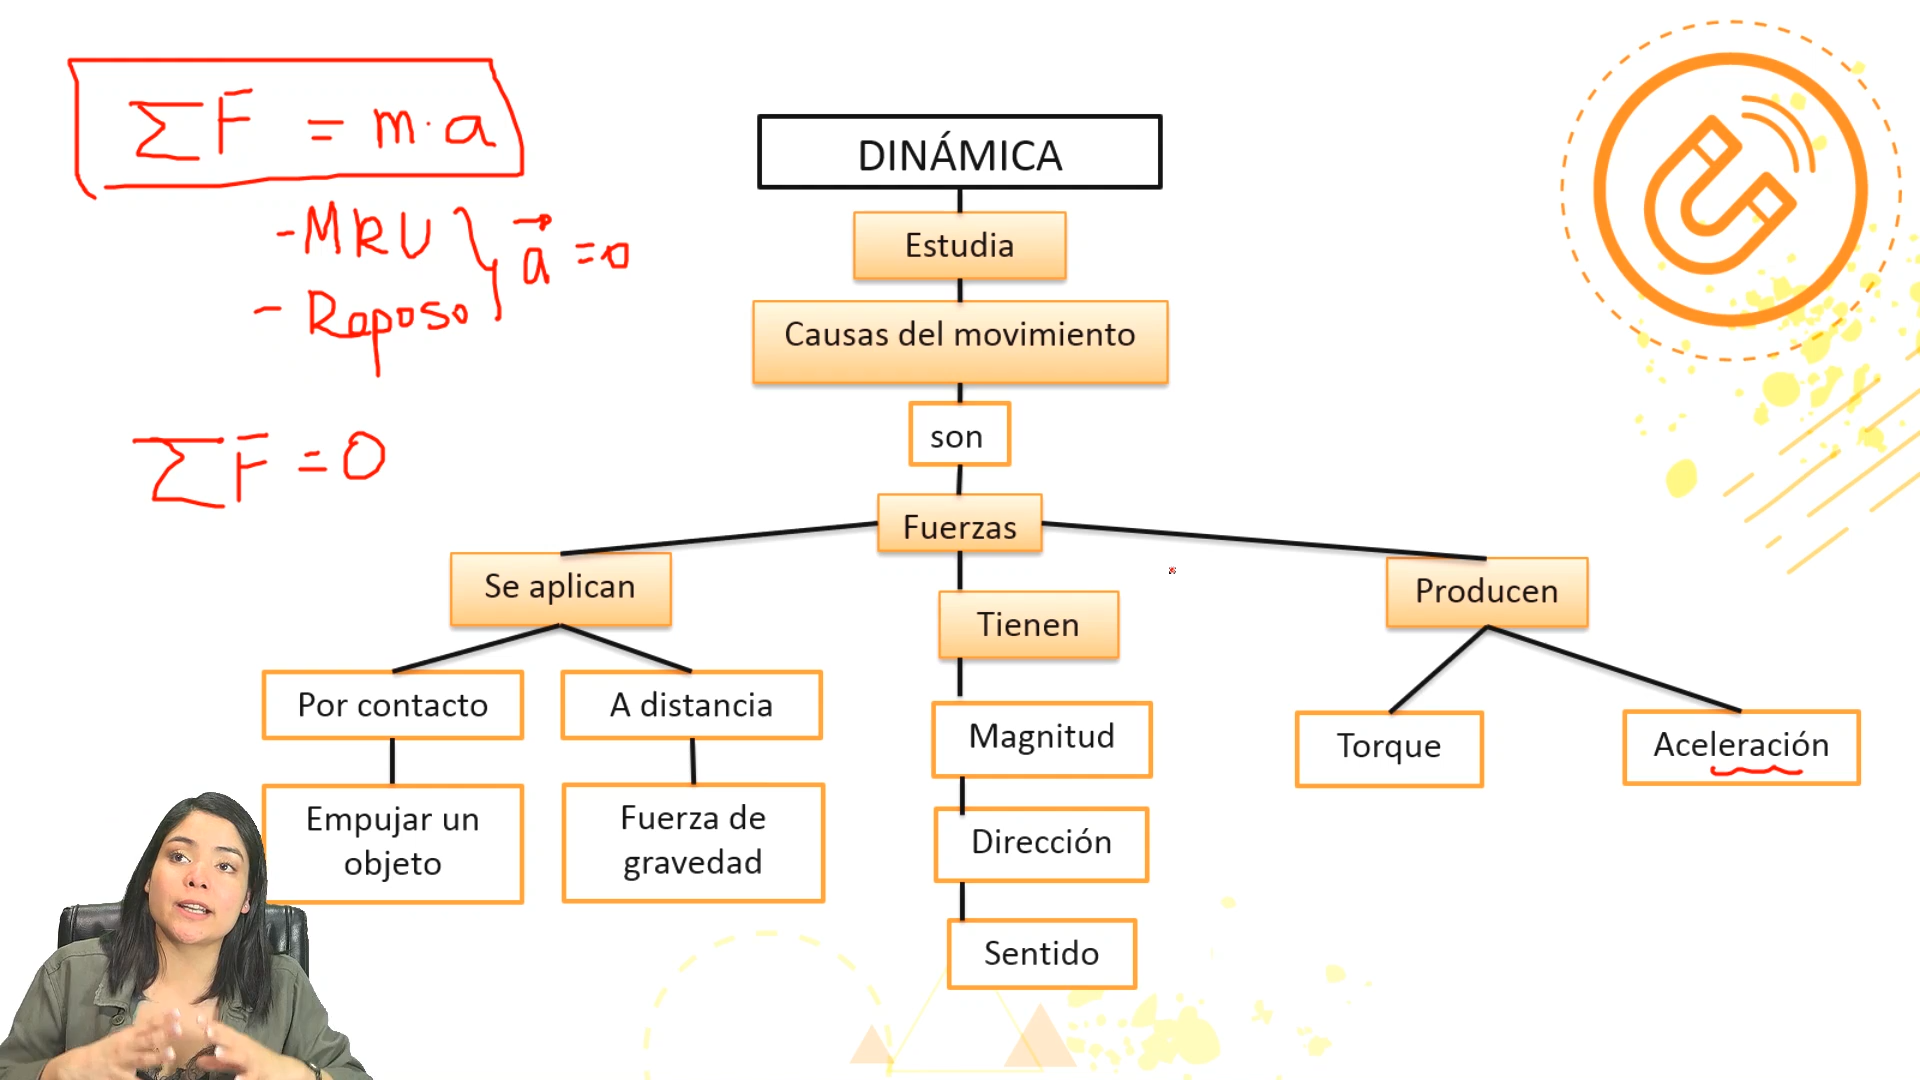 ΣF = m·a
- MRU
- Reposo
a = 0
ΣF = 0
DINÁMICA
Estudia
Causas del movimiento
son
Fuerzas
Se aplican
Tienen
Producen
Por contacto
A distancia
Magnitud
Torque
Aceleración
Empujar un
objeto
Fuerza de
gravedad
Dirección
Sentido